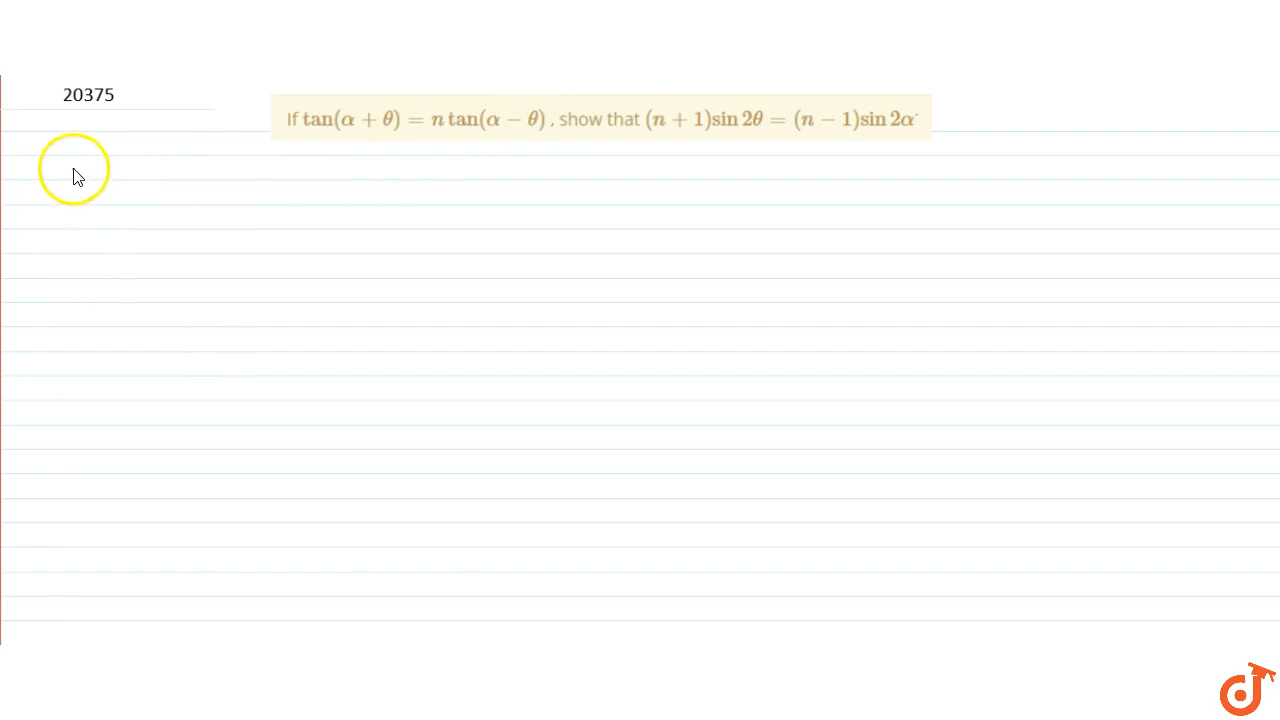 20375
If tan(α + θ) = n tan(α − θ) , show that (n + 1)sin 2θ = (n − 1)sin 2α·